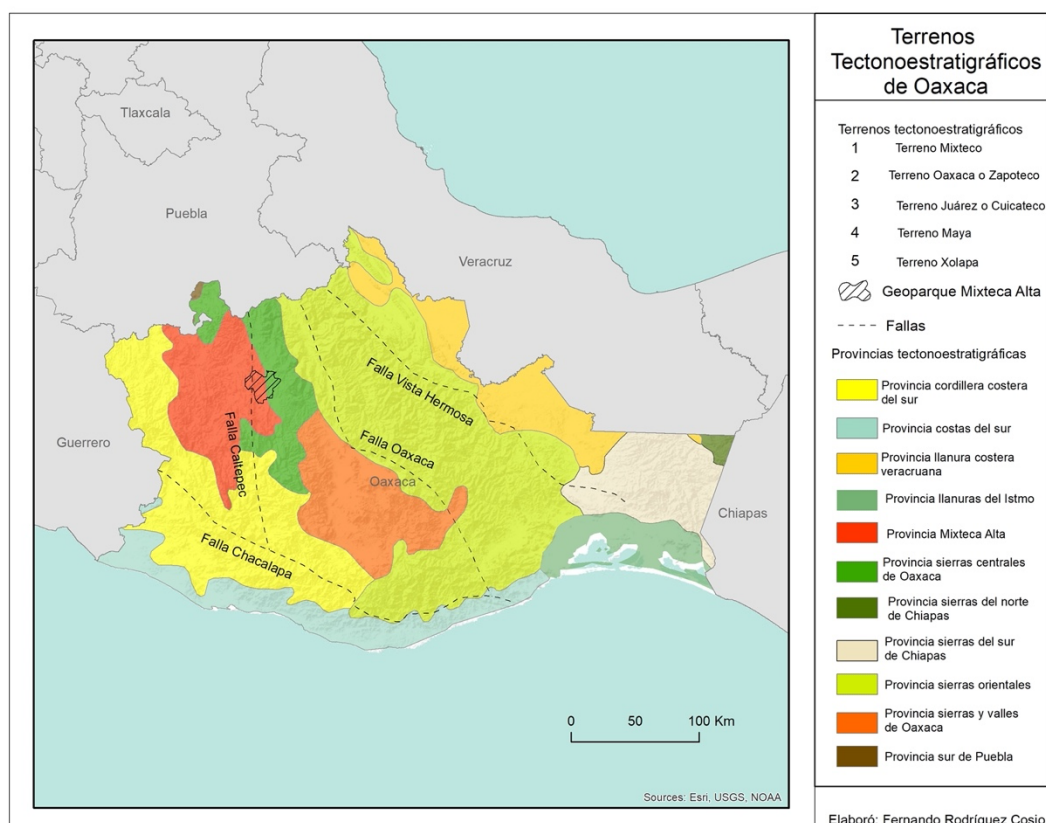 Terrenos
Tectonoestratigráficos
de Oaxaca
Terrenos tectonoestratigráficos
1 Terreno Mixteco
2 Terreno Oaxaca o Zapoteco
3 Terreno Juárez o Cuicateco
4 Terreno Maya
5 Terreno Xolapa
Geoparque Mixteca Alta
Fallas
Provincias tectonoestratigráficas
Provincia cordillera costera
del sur
Provincia costas del sur
Provincia llanura costera
veracruana
Provincia llanuras del Istmo
Provincia Mixteca Alta
Provincia sierras centrales
de Oaxaca
Provincia sierras del norte
de Chiapas
Provincia sierras del sur
de Chiapas
Provincia sierras orientales
Provincia sierras y valles
de Oaxaca
Provincia sur de Puebla
Elaboró: Fernando Rodríguez Cosio
Tlaxcala
Puebla
Veracruz
Guerrero
Oaxaca
Chiapas
Falla Vista Hermosa
Falla Oaxaca
Falla Caltepec
Falla Chacalapa
0 50 100 Km
Sources: Esri, USGS, NOAA